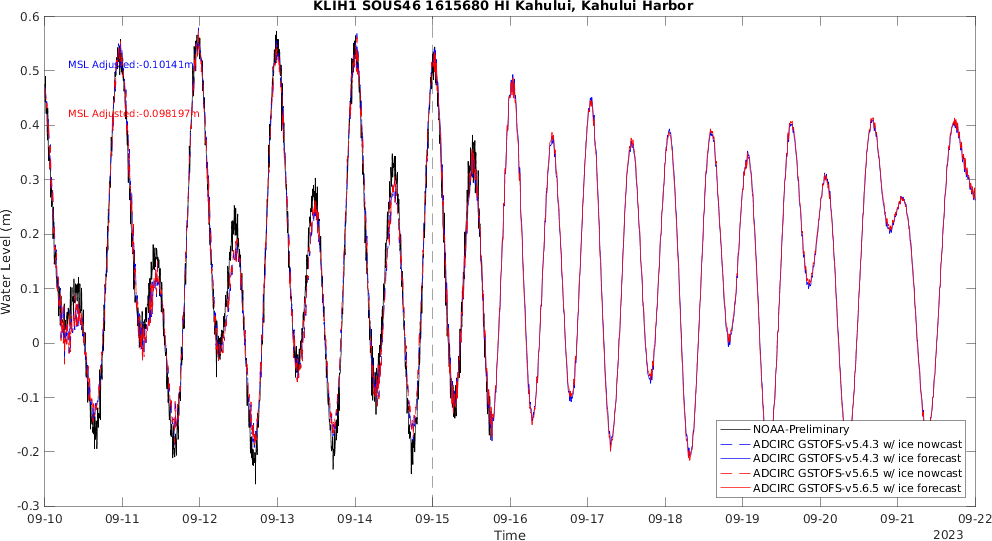 KLIH1 SOUS46 1615680 HI Kahului, Kahului Harbor
0.6
0.5
0.4
0.3
0.2
0.1
0
-0.1
-0.2
-0.3
Water Level (m)
MSL Adjusted:-0.10141m
MSL Adjusted:-0.098197m
NOAA-Preliminary
ADCIRC GSTOFS-v5.4.3 w/ ice nowcast
ADCIRC GSTOFS-v5.4.3 w/ ice forecast
ADCIRC GSTOFS-v5.6.5 w/ ice nowcast
ADCIRC GSTOFS-v5.6.5 w/ ice forecast
09-10 09-11 09-12 09-13 09-14 09-15 09-16 09-17 09-18 09-19 09-20 09-21 09-22
Time
2023